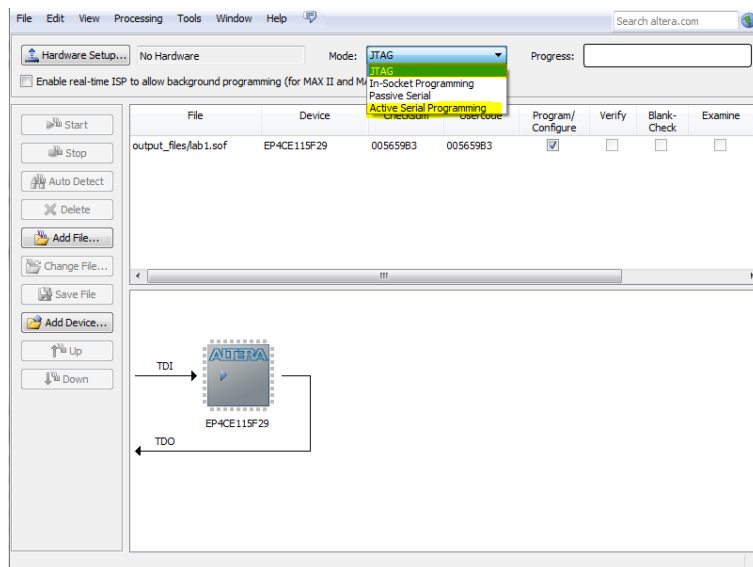 File Edit View Processing Tools Window Help Search altera.com
Hardware Setup... No Hardware Mode: JTAG Progress:
JTAG
In-Socket Programming
Passive Serial
Active Serial Programming
Enable real-time ISP to allow background programming (for MAX II and
File Device Checksum Usercode Program/ Verify Blank- Examine
Configure Check
output_files/lab1.sof EP4CE115F29 005659B3 005659B3
Start
Stop
Auto Detect
Delete
Add File...
Change File...
Save File
Add Device...
Up
Down
ALTERA
TDI
EP4CE115F29
TDO